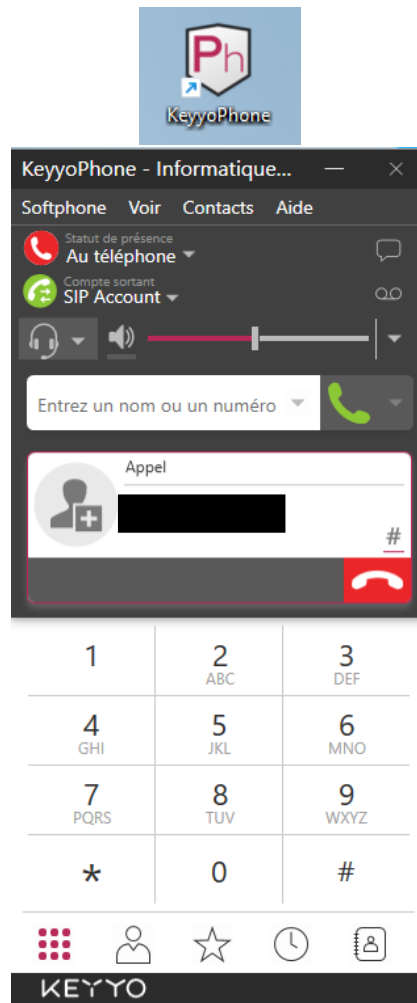 Ph
KeyyoPhone
KeyyoPhone - Informatique...
Softphone Voir Contacts Aide
Statut de présence
Au téléphone
Compte sortant
SIP Account
Entrez un nom ou un numéro
Appel
#
1 2 3
ABC DEF
4 5 6
GHI JKL MNO
7 8 9
PQRS TUV WXYZ
* 0 #
KEYYO